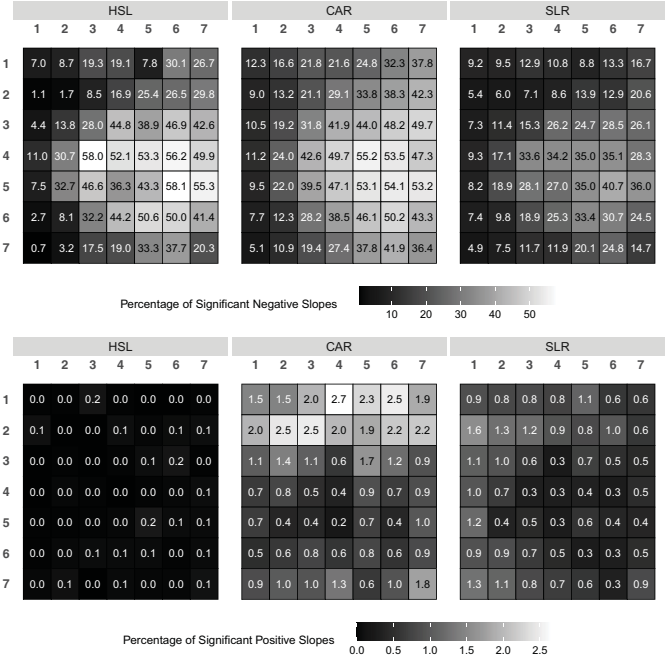 HSL CAR SLR
1 2 3 4 5 6 7 1 2 3 4 5 6 7 1 2 3 4 5 6 7
1 7.0 8.7 19.3 19.1 7.8 30.1 26.7 12.3 16.6 21.8 21.6 24.8 32.3 37.8 9.2 9.5 12.9 10.8 8.8 13.3 16.7
2 1.1 1.7 8.5 16.9 25.4 26.5 29.8 9.0 13.2 21.1 29.1 33.8 38.3 42.3 5.4 6.0 7.1 8.6 13.9 12.9 20.6
3 4.4 13.8 28.0 44.8 38.9 46.9 42.6 10.5 19.2 31.8 41.9 44.0 48.2 49.7 7.3 11.4 15.3 26.2 24.7 28.5 26.1
4 11.0 30.7 58.0 52.1 53.3 56.2 49.9 11.2 24.0 42.6 49.7 55.2 53.5 47.3 9.3 17.1 33.6 34.2 35.0 35.1 28.3
5 7.5 32.7 46.6 36.3 43.3 58.1 55.3 9.5 22.0 39.5 47.1 53.1 54.1 53.2 8.2 18.9 28.1 27.0 35.0 40.7 36.0
6 2.7 8.1 32.2 44.2 50.6 50.0 41.4 7.7 12.3 28.2 38.5 46.1 50.2 43.3 7.4 9.8 18.9 25.3 33.4 30.7 24.5
7 0.7 3.2 17.5 19.0 33.3 37.7 20.3 5.1 10.9 19.4 27.4 37.8 41.9 36.4 4.9 7.5 11.7 11.9 20.1 24.8 14.7
Percentage of Significant Negative Slopes
10 20 30 40 50
HSL CAR SLR
1 2 3 4 5 6 7 1 2 3 4 5 6 7 1 2 3 4 5 6 7
1 0.0 0.0 0.2 0.0 0.0 0.0 0.0 1.5 1.5 2.0 2.7 2.3 2.5 1.9 0.9 0.8 0.8 0.8 1.1 0.6 0.6
2 0.1 0.0 0.0 0.1 0.0 0.1 0.1 2.0 2.5 2.5 2.0 1.9 2.2 2.2 1.6 1.3 1.2 0.9 0.8 1.0 0.6
3 0.0 0.0 0.0 0.0 0.1 0.2 0.0 1.1 1.4 1.1 0.6 1.7 1.2 0.9 1.1 1.0 0.6 0.3 0.7 0.5 0.5
4 0.0 0.0 0.0 0.0 0.0 0.0 0.1 0.7 0.8 0.5 0.4 0.9 0.7 0.9 1.0 0.7 0.3 0.3 0.4 0.3 0.5
5 0.0 0.0 0.0 0.0 0.2 0.1 0.1 0.7 0.4 0.4 0.2 0.7 0.4 1.0 1.2 0.4 0.5 0.3 0.6 0.4 0.4
6 0.0 0.0 0.1 0.1 0.0 0.0 0.1 0.5 0.6 0.8 0.6 0.8 0.6 0.9 0.9 0.9 0.7 0.5 0.3 0.3 0.5
7 0.0 0.1 0.0 0.1 0.0 0.0 0.1 0.9 1.0 1.0 1.3 0.6 1.0 1.8 1.3 1.1 0.8 0.7 0.6 0.3 0.9
Percentage of Significant Positive Slopes
0.0 0.5 1.0 1.5 2.0 2.5